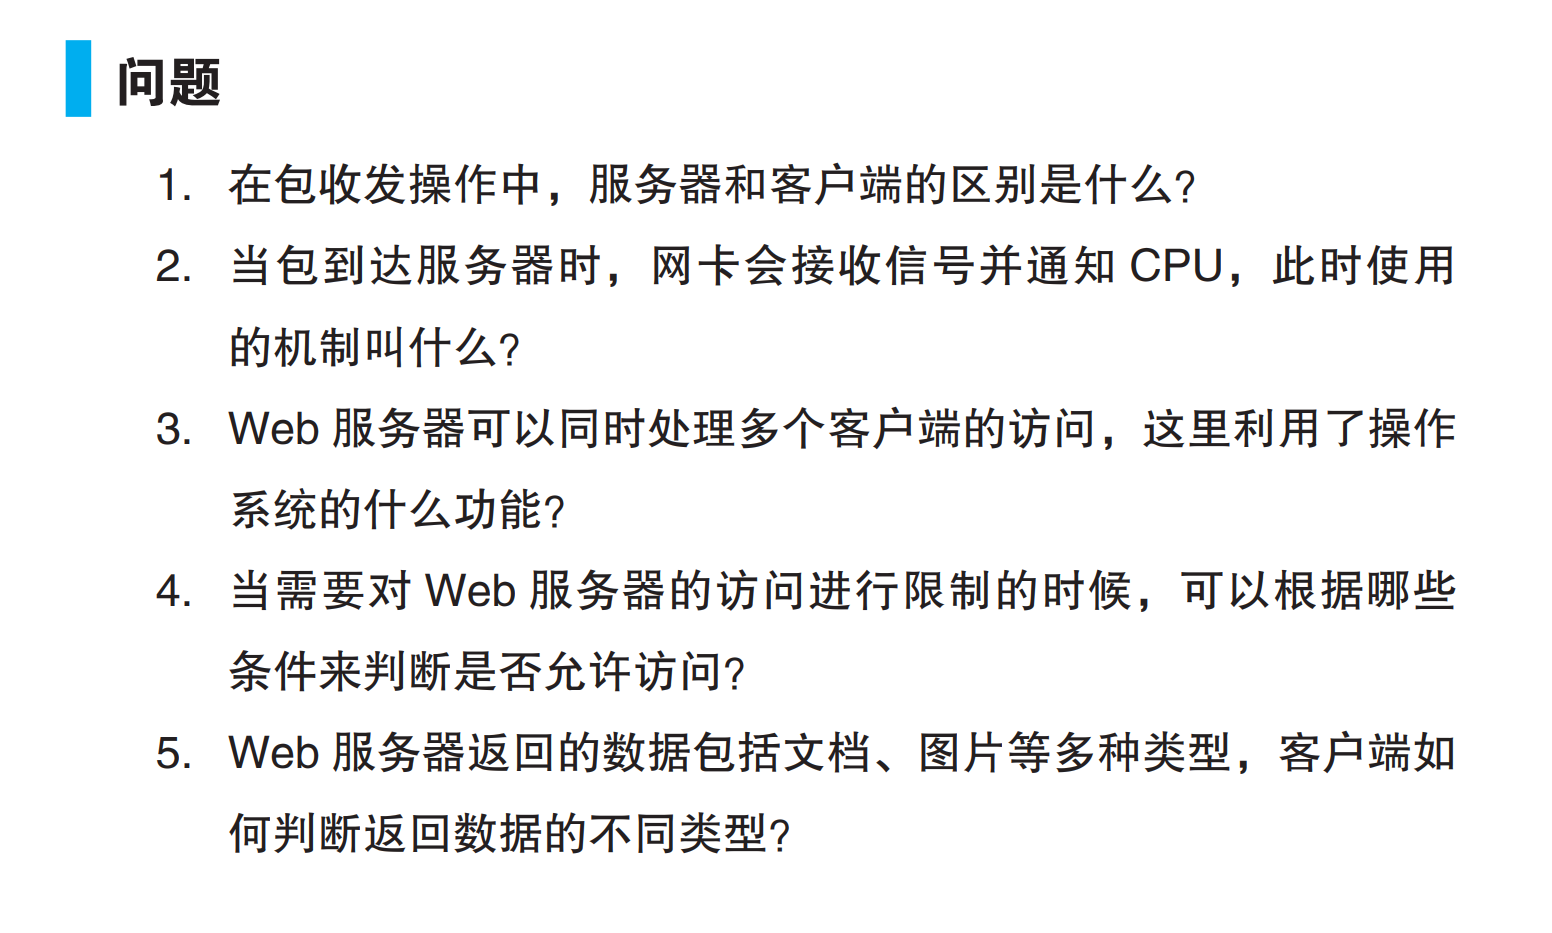 问题
1. 在包收发操作中，服务器和客户端的区别是什么？
2. 当包到达服务器时，网卡会接收信号并通知 CPU，此时使用
的机制叫什么？
3. Web 服务器可以同时处理多个客户端的访问，这里利用了操作
系统的什么功能？
4. 当需要对 Web 服务器的访问进行限制的时候，可以根据哪些
条件来判断是否允许访问？
5. Web 服务器返回的数据包括文档、图片等多种类型，客户端如
何判断返回数据的不同类型？